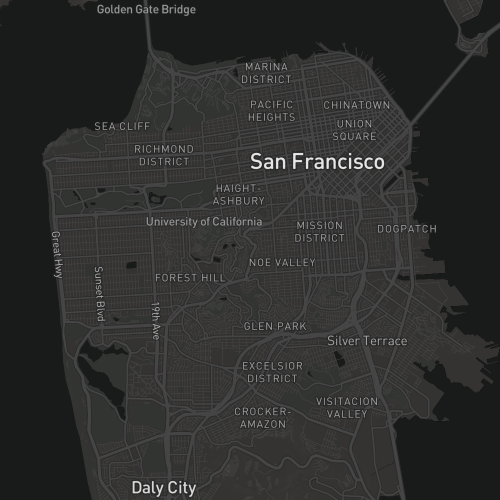 Golden Gate Bridge
MARINA
DISTRICT
PACIFIC
HEIGHTS
CHINATOWN
UNION
SQUARE
SEA CLIFF
RICHMOND
DISTRICT
San Francisco
HAIGHT-
ASHBURY
University of California
MISSION
DISTRICT
DOGPATCH
Great Hwy
NOE VALLEY
Sunset Blvd
FOREST HILL
19th Ave
GLEN PARK
Silver Terrace
EXCELSIOR
DISTRICT
VISITACION
VALLEY
CROCKER-
AMAZON
Daly City